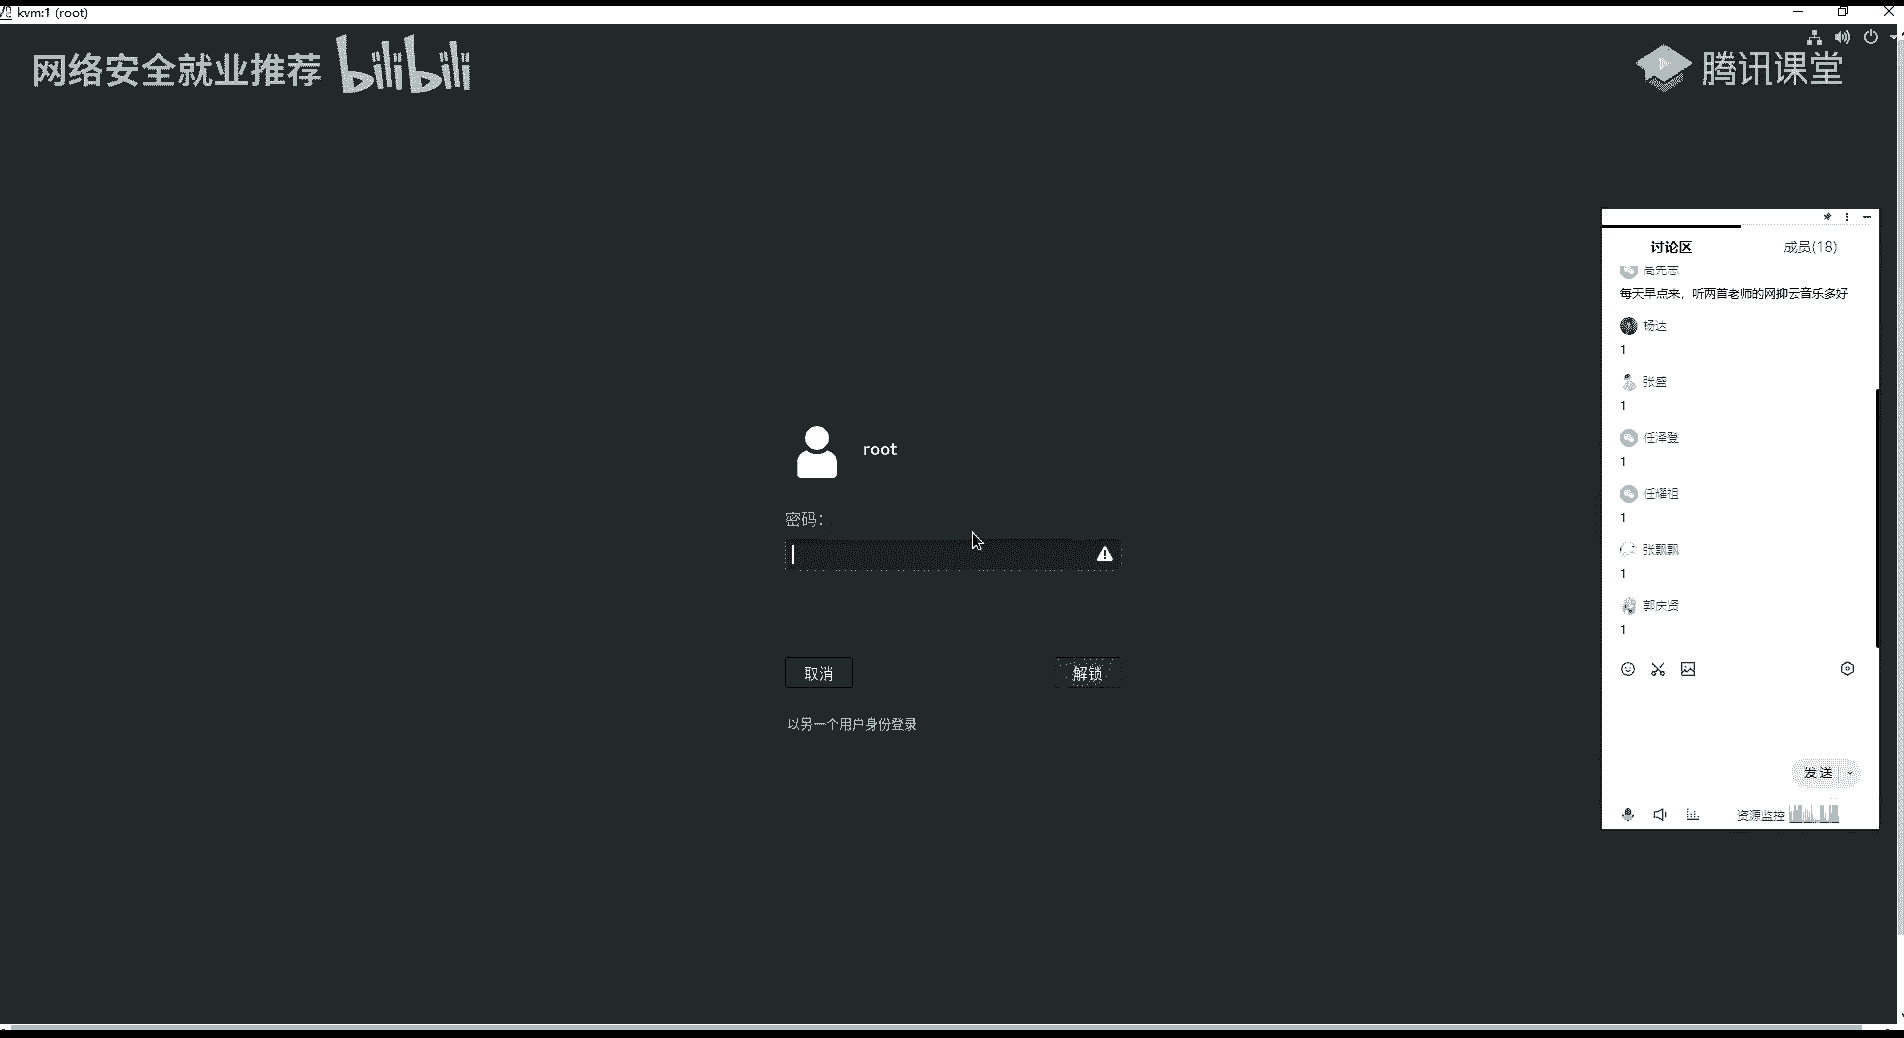 kvm:1 (root)
网络安全就业推荐 bilibili
腾讯课堂
root
密码:
取消
解锁
以另一个用户身份登录
讨论区
成员(18)
高先志
每天早点来，听两首老师的网抑云音乐多好
杨达
1
张盛
1
任泽登
1
任耀祖
1
张飘飘
1
郭庆贤
1
发送
资源监控